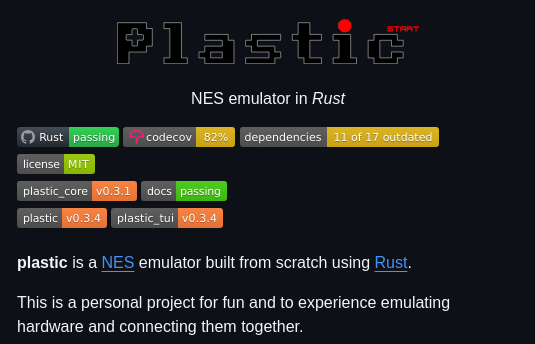 Plastic START
NES emulator in Rust
Rust passing codecov 82% dependencies 11 of 17 outdated
license MIT
plastic_core v0.3.1 docs passing
plastic v0.3.4 plastic_tui v0.3.4
plastic is a NES emulator built from scratch using Rust.
This is a personal project for fun and to experience emulating
hardware and connecting them together.